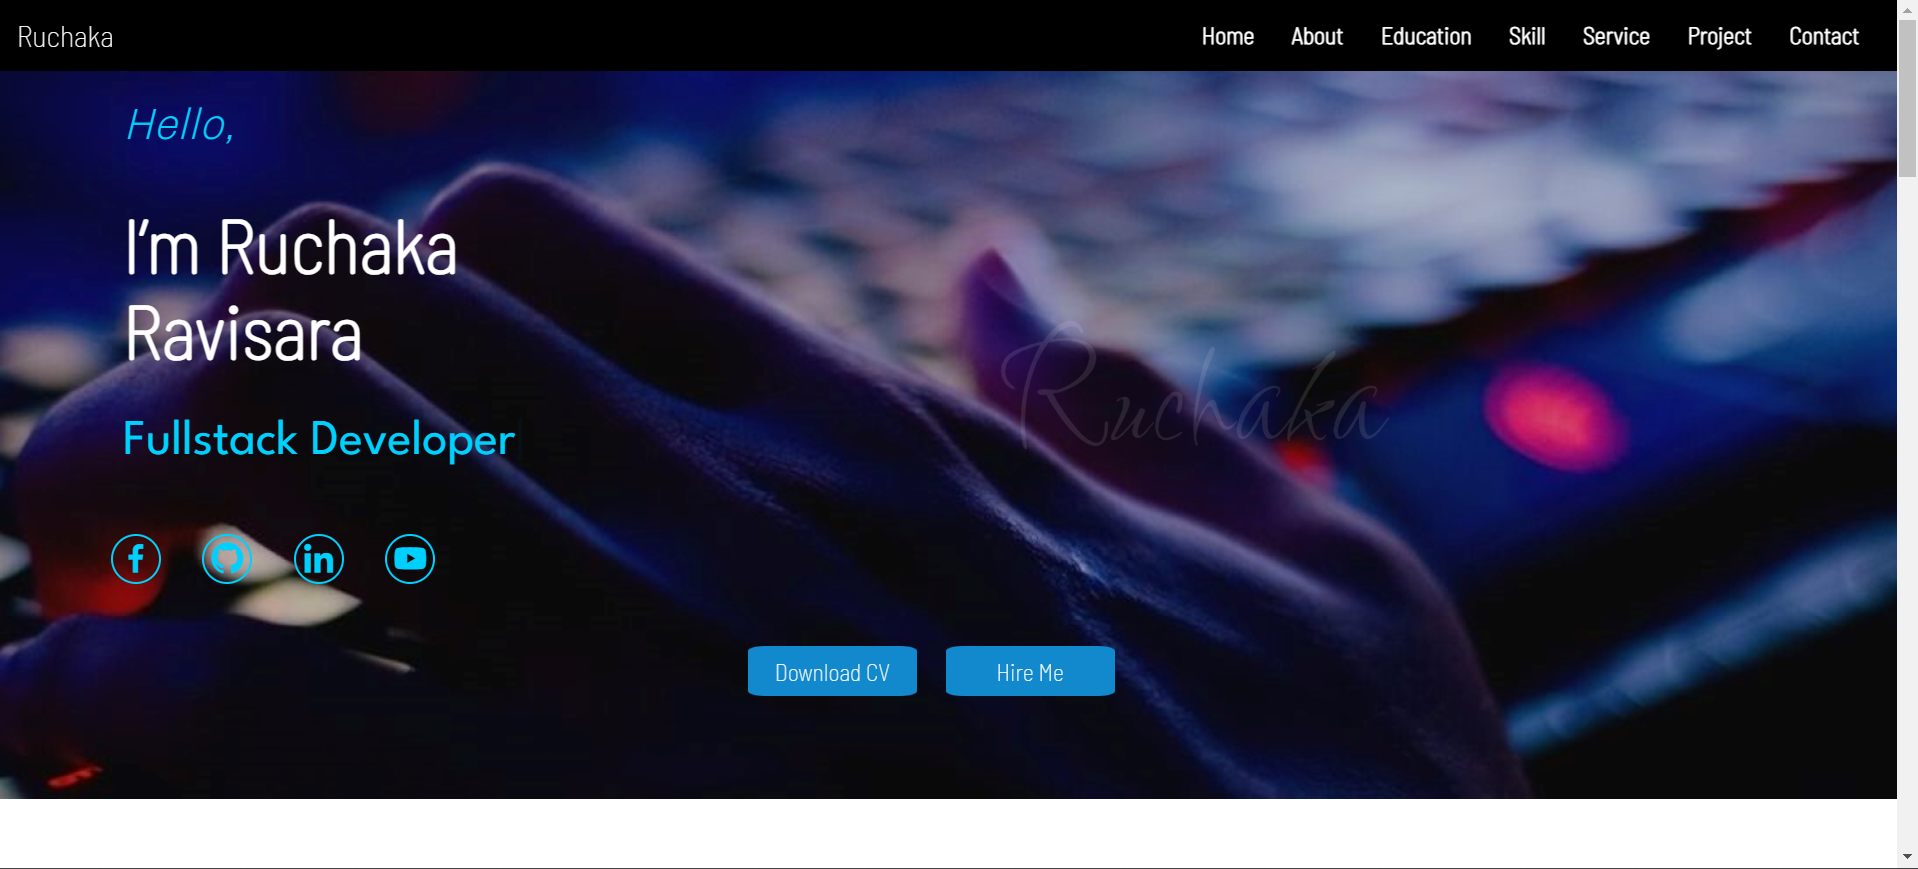 Ruchaka
Home About Education Skill Service Project Contact
Hello,
I'm Ruchaka
Ravisara
Ruchaka
Fullstack Developer
Download CV Hire Me